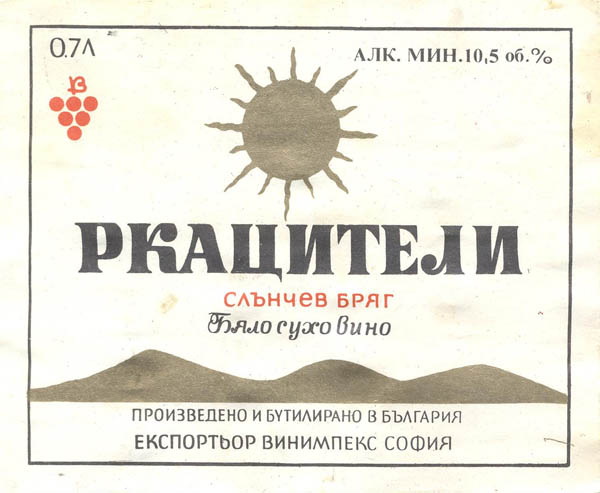 0.7Л
АЛК. МИН.10,5 об.%
В
РКАЦИТЕЛИ
СЛЪНЧЕВ БРЯГ
Бяло сухо вино
ПРОИЗВЕДЕНО И БУТИЛИРАНО В БЪЛГАРИЯ
ЕКСПОРТЬОР ВИНИМПЕКС СОФИЯ